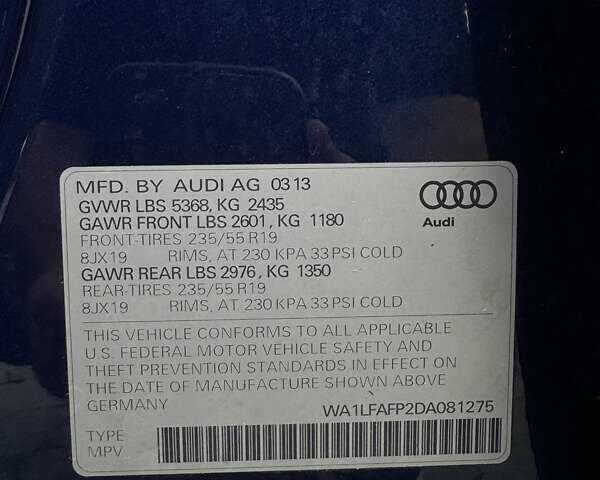 MFD. BY AUDI AG 03 13
GVWR LBS 5368, KG 2435
GAWR FRONT LBS 2601, KG 1180
FRONT-TIRES 235/55 R19
8JX19 RIMS, AT 230 KPA 33 PSI COLD
GAWR REAR LBS 2976, KG 1350
REAR-TIRES 235/55 R19
8JX19 RIMS, AT 230 KPA 33 PSI COLD
Audi
THIS VEHICLE CONFORMS TO ALL APPLICABLE
U.S. FEDERAL MOTOR VEHICLE SAFETY AND
THEFT PREVENTION STANDARDS IN EFFECT ON
THE DATE OF MANUFACTURE SHOWN ABOVE
GERMANY WA1LFAFP2DA081275
TYPE
MPV